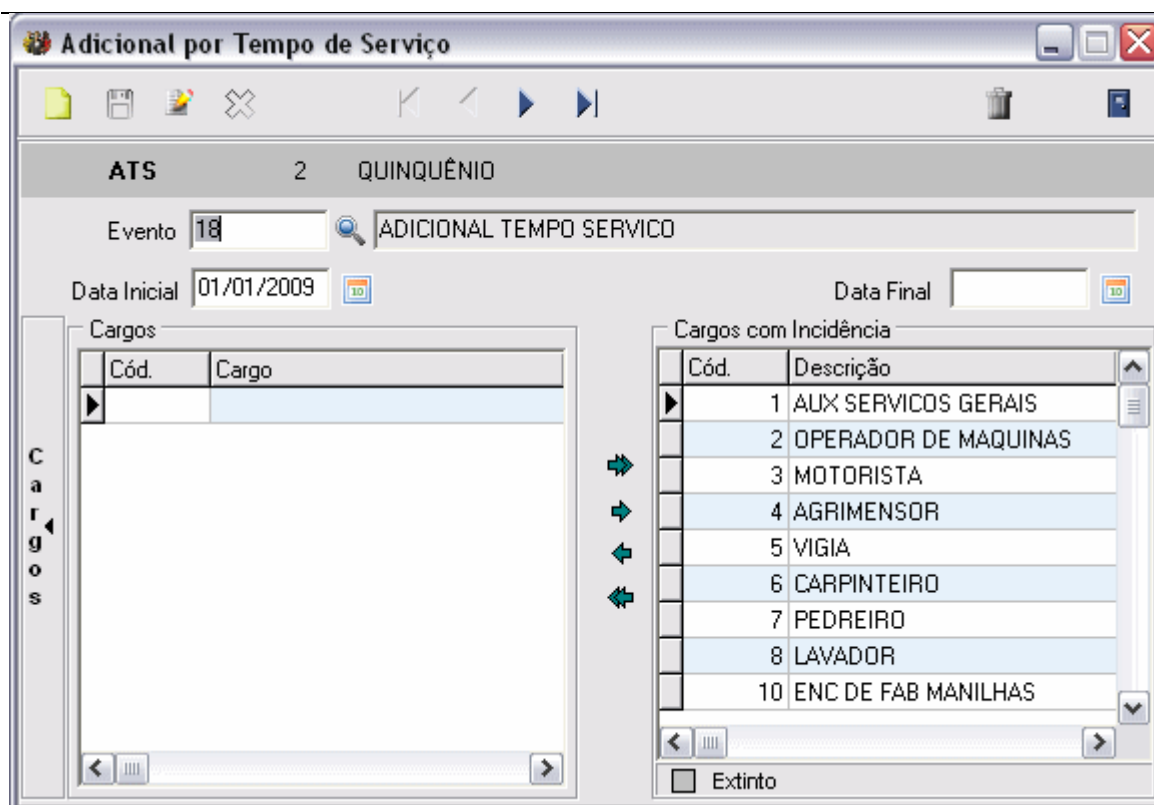 Adicional por Tempo de Serviço
ATS 2 QUINQUÊNIO
Evento 18 ADICIONAL TEMPO SERVICO
Data Inicial 01/01/2009 10 Data Final 10
Cargos
Cargos Cargos com Incidência
Cód. Cargo Cód. Descrição
1 AUX SERVICOS GERAIS
2 OPERADOR DE MAQUINAS
3 MOTORISTA
4 AGRIMENSOR
5 VIGIA
6 CARPINTEIRO
7 PEDREIRO
8 LAVADOR
10 ENC DE FAB MANILHAS
Extinto